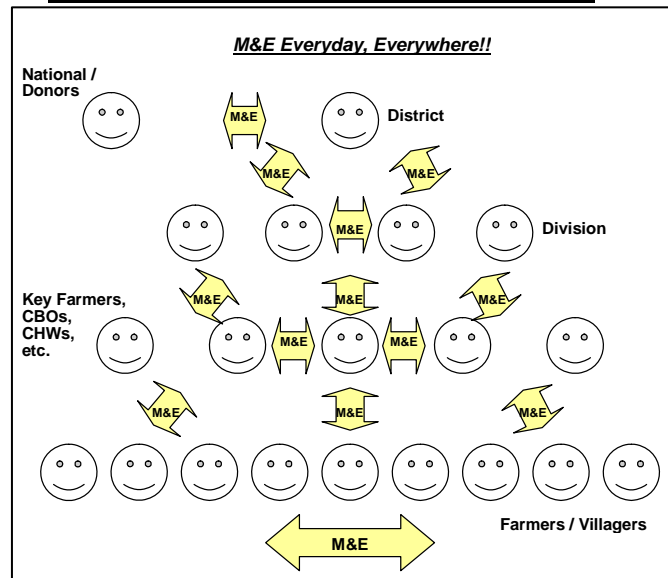 M&E Everyday, Everywhere!!
National /
Donors
M&E
District
M&E
M&E
M&E
Division
Key Farmers,
CBOs,
CHWs,
etc.
M&E
M&E
M&E
M&E
M&E
M&E
M&E
M&E
Farmers / Villagers
M&E